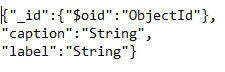 {"_id":{"$oid":"ObjectId"},
"caption":"String",
"label":"String"}